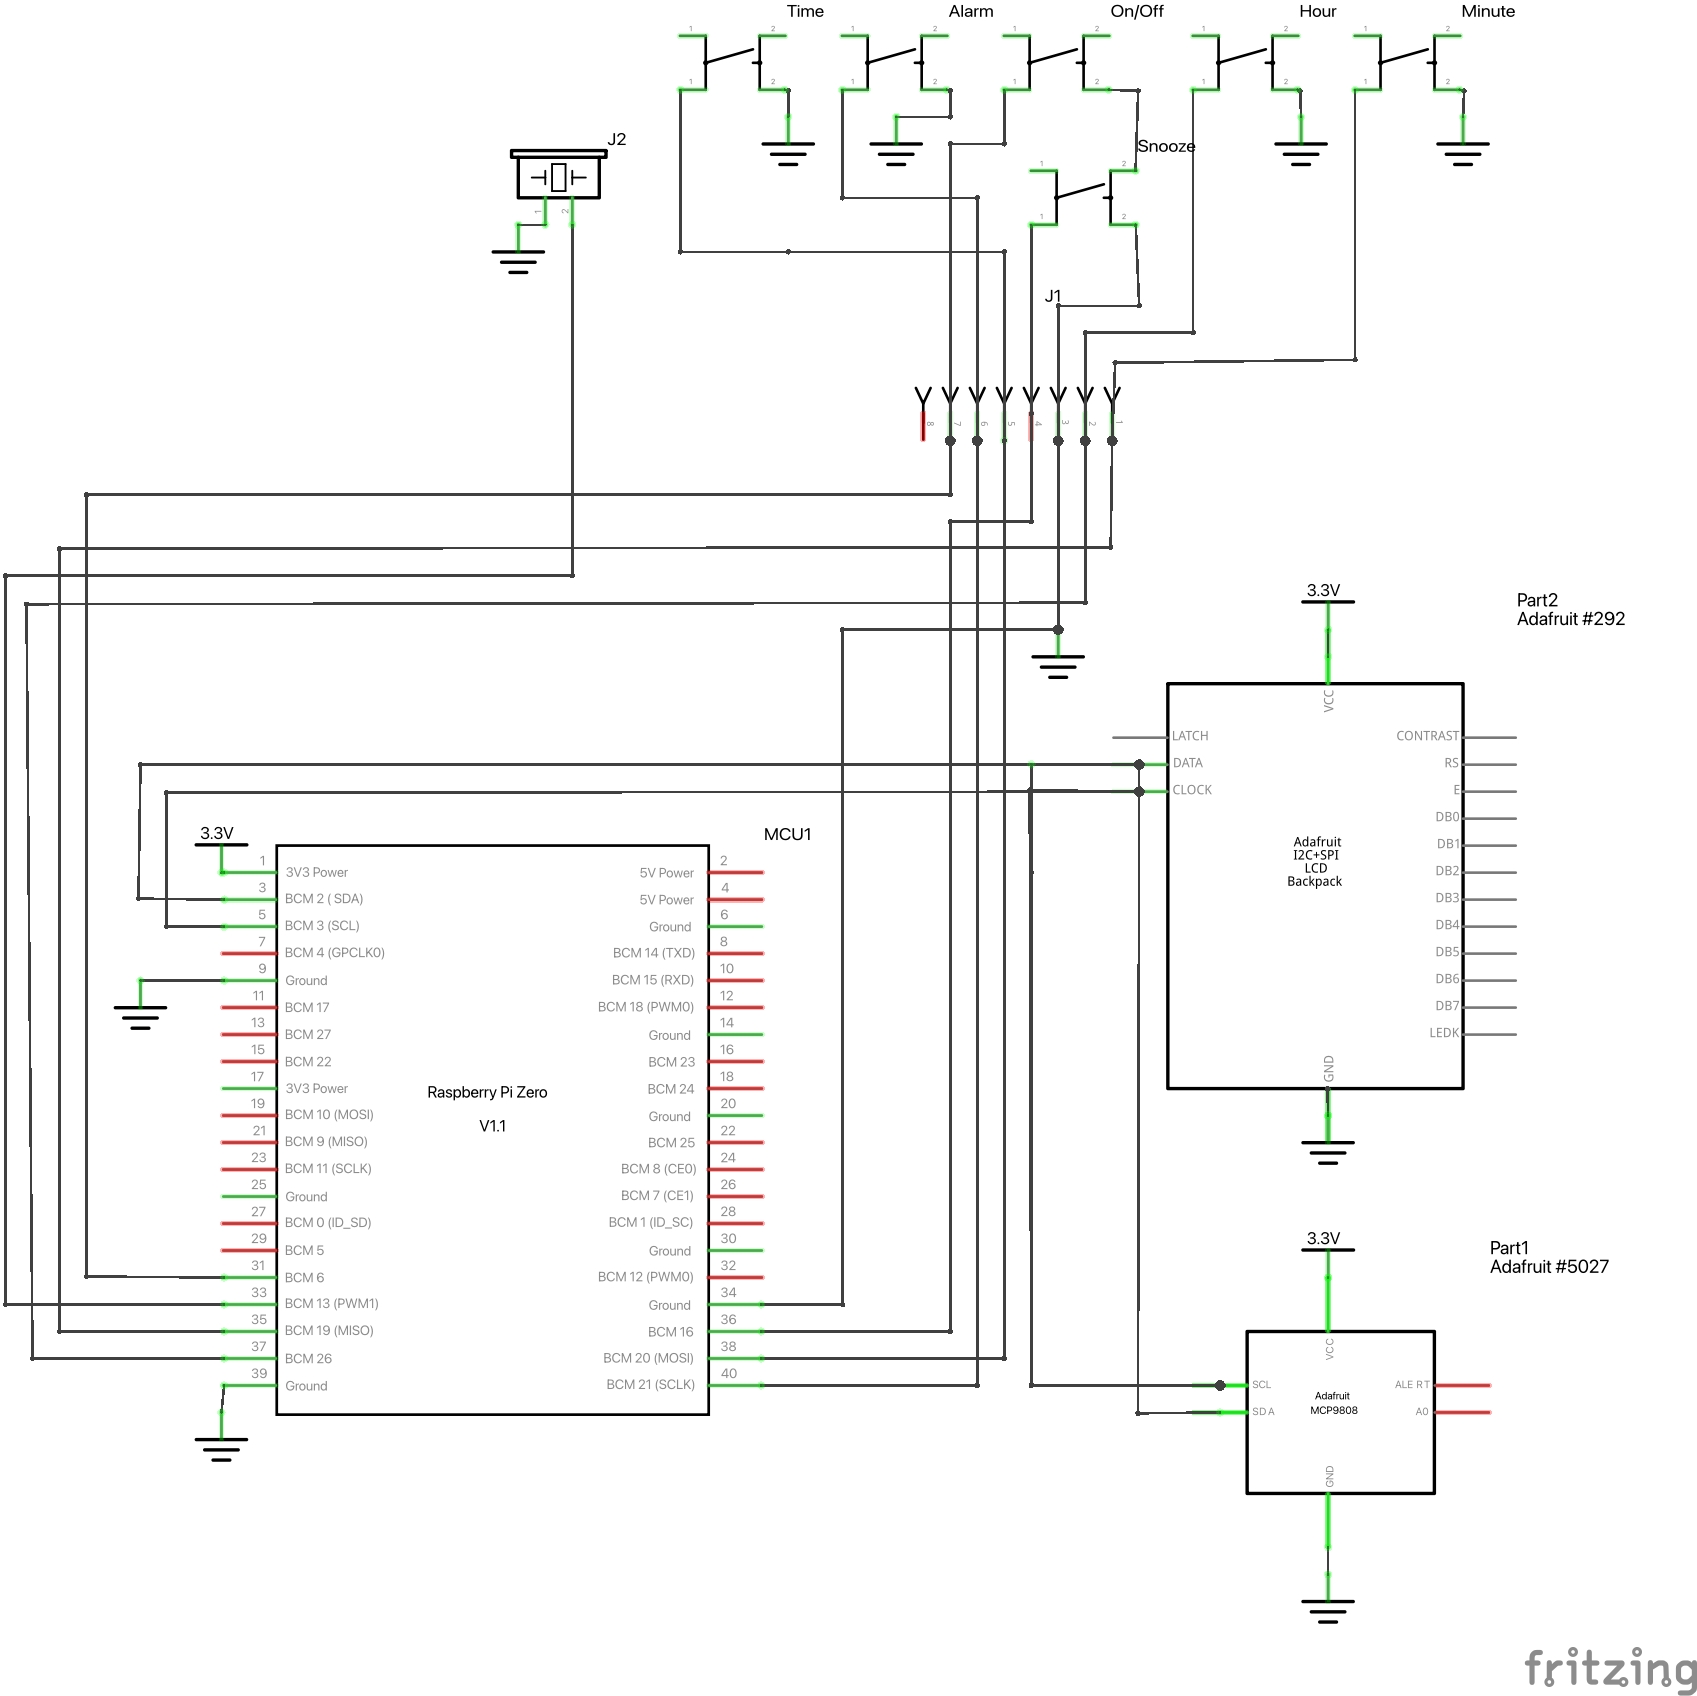 Time
Alarm
On/Off
Hour
Minute
1 2 1 2 1 2 1 2 1 2
1 2 1 2 1 2 1 2 1 2
J2
1 2
Snooze
1 2
1 2
J1
8 7 6 5 4 3 2 1
3.3V
Part2
Adafruit #292
VCC
LATCH
DATA
CLOCK
CONTRAST
RS
E
DB0
DB1
DB2
DB3
DB4
DB5
DB6
DB7
LEDK
Adafruit
I2C+SPI
LCD
Backpack
GND
3.3V
MCU1
1 3V3 Power
3 BCM 2 ( SDA)
5 BCM 3 (SCL)
7 BCM 4 (GPCLK0)
9 Ground
11 BCM 17
13 BCM 27
15 BCM 22
17 3V3 Power
19 BCM 10 (MOSI)
21 BCM 9 (MISO)
23 BCM 11 (SCLK)
25 Ground
27 BCM 0 (ID_SD)
29 BCM 5
31 BCM 6
33 BCM 13 (PWM1)
35 BCM 19 (MISO)
37 BCM 26
39 Ground
Raspberry Pi Zero
V1.1
2 5V Power
4 5V Power
6 Ground
8 BCM 14 (TXD)
10 BCM 15 (RXD)
12 BCM 18 (PWM0)
14 Ground
16 BCM 23
18 BCM 24
20 Ground
22 BCM 25
24 BCM 8 (CE0)
26 BCM 7 (CE1)
28 BCM 1 (ID_SC)
30 Ground
32 BCM 12 (PWM0)
34 Ground
36 BCM 16
38 BCM 20 (MOSI)
40 BCM 21 (SCLK)
3.3V
Part1
Adafruit #5027
VCC
SCL
SDA
ALERT
A0
Adafruit
MCP9808
GND
fritzing